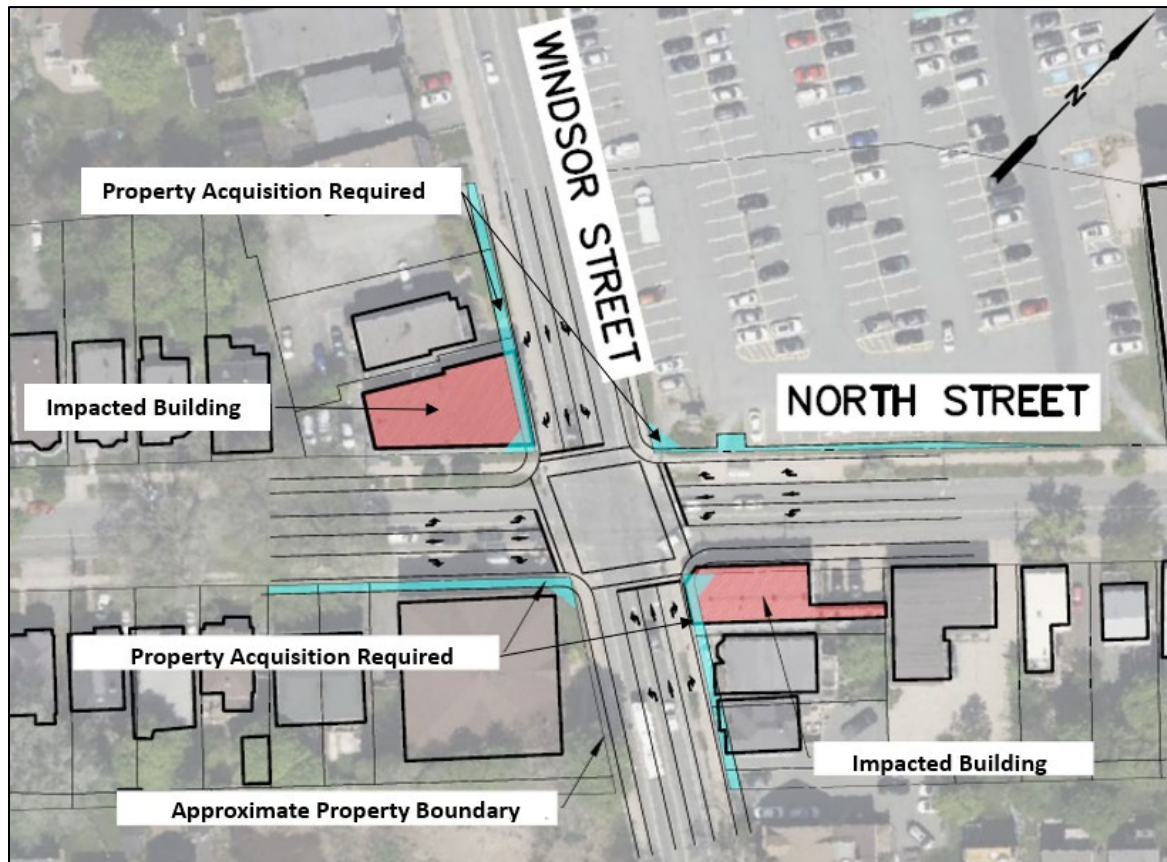 WINDSOR STREET
N
Property Acquisition Required
Impacted Building
NORTH STREET
Property Acquisition Required
Impacted Building
Approximate Property Boundary